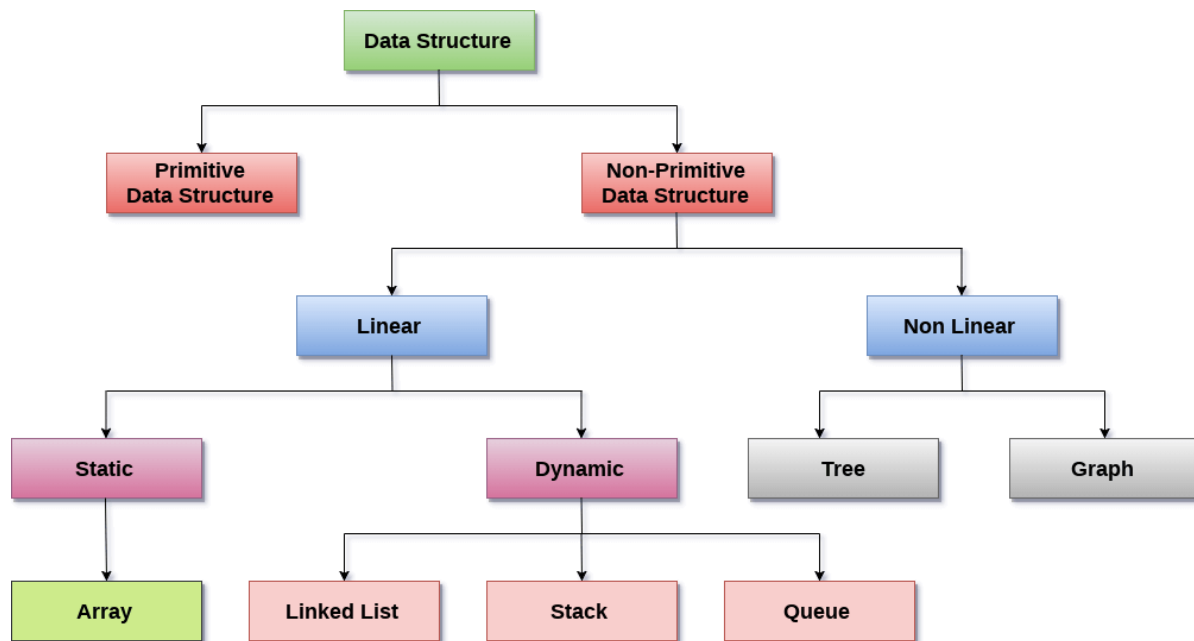 Data Structure
Primitive
Data Structure
Non-Primitive
Data Structure
Linear
Non Linear
Static
Dynamic
Tree
Graph
Array
Linked List
Stack
Queue